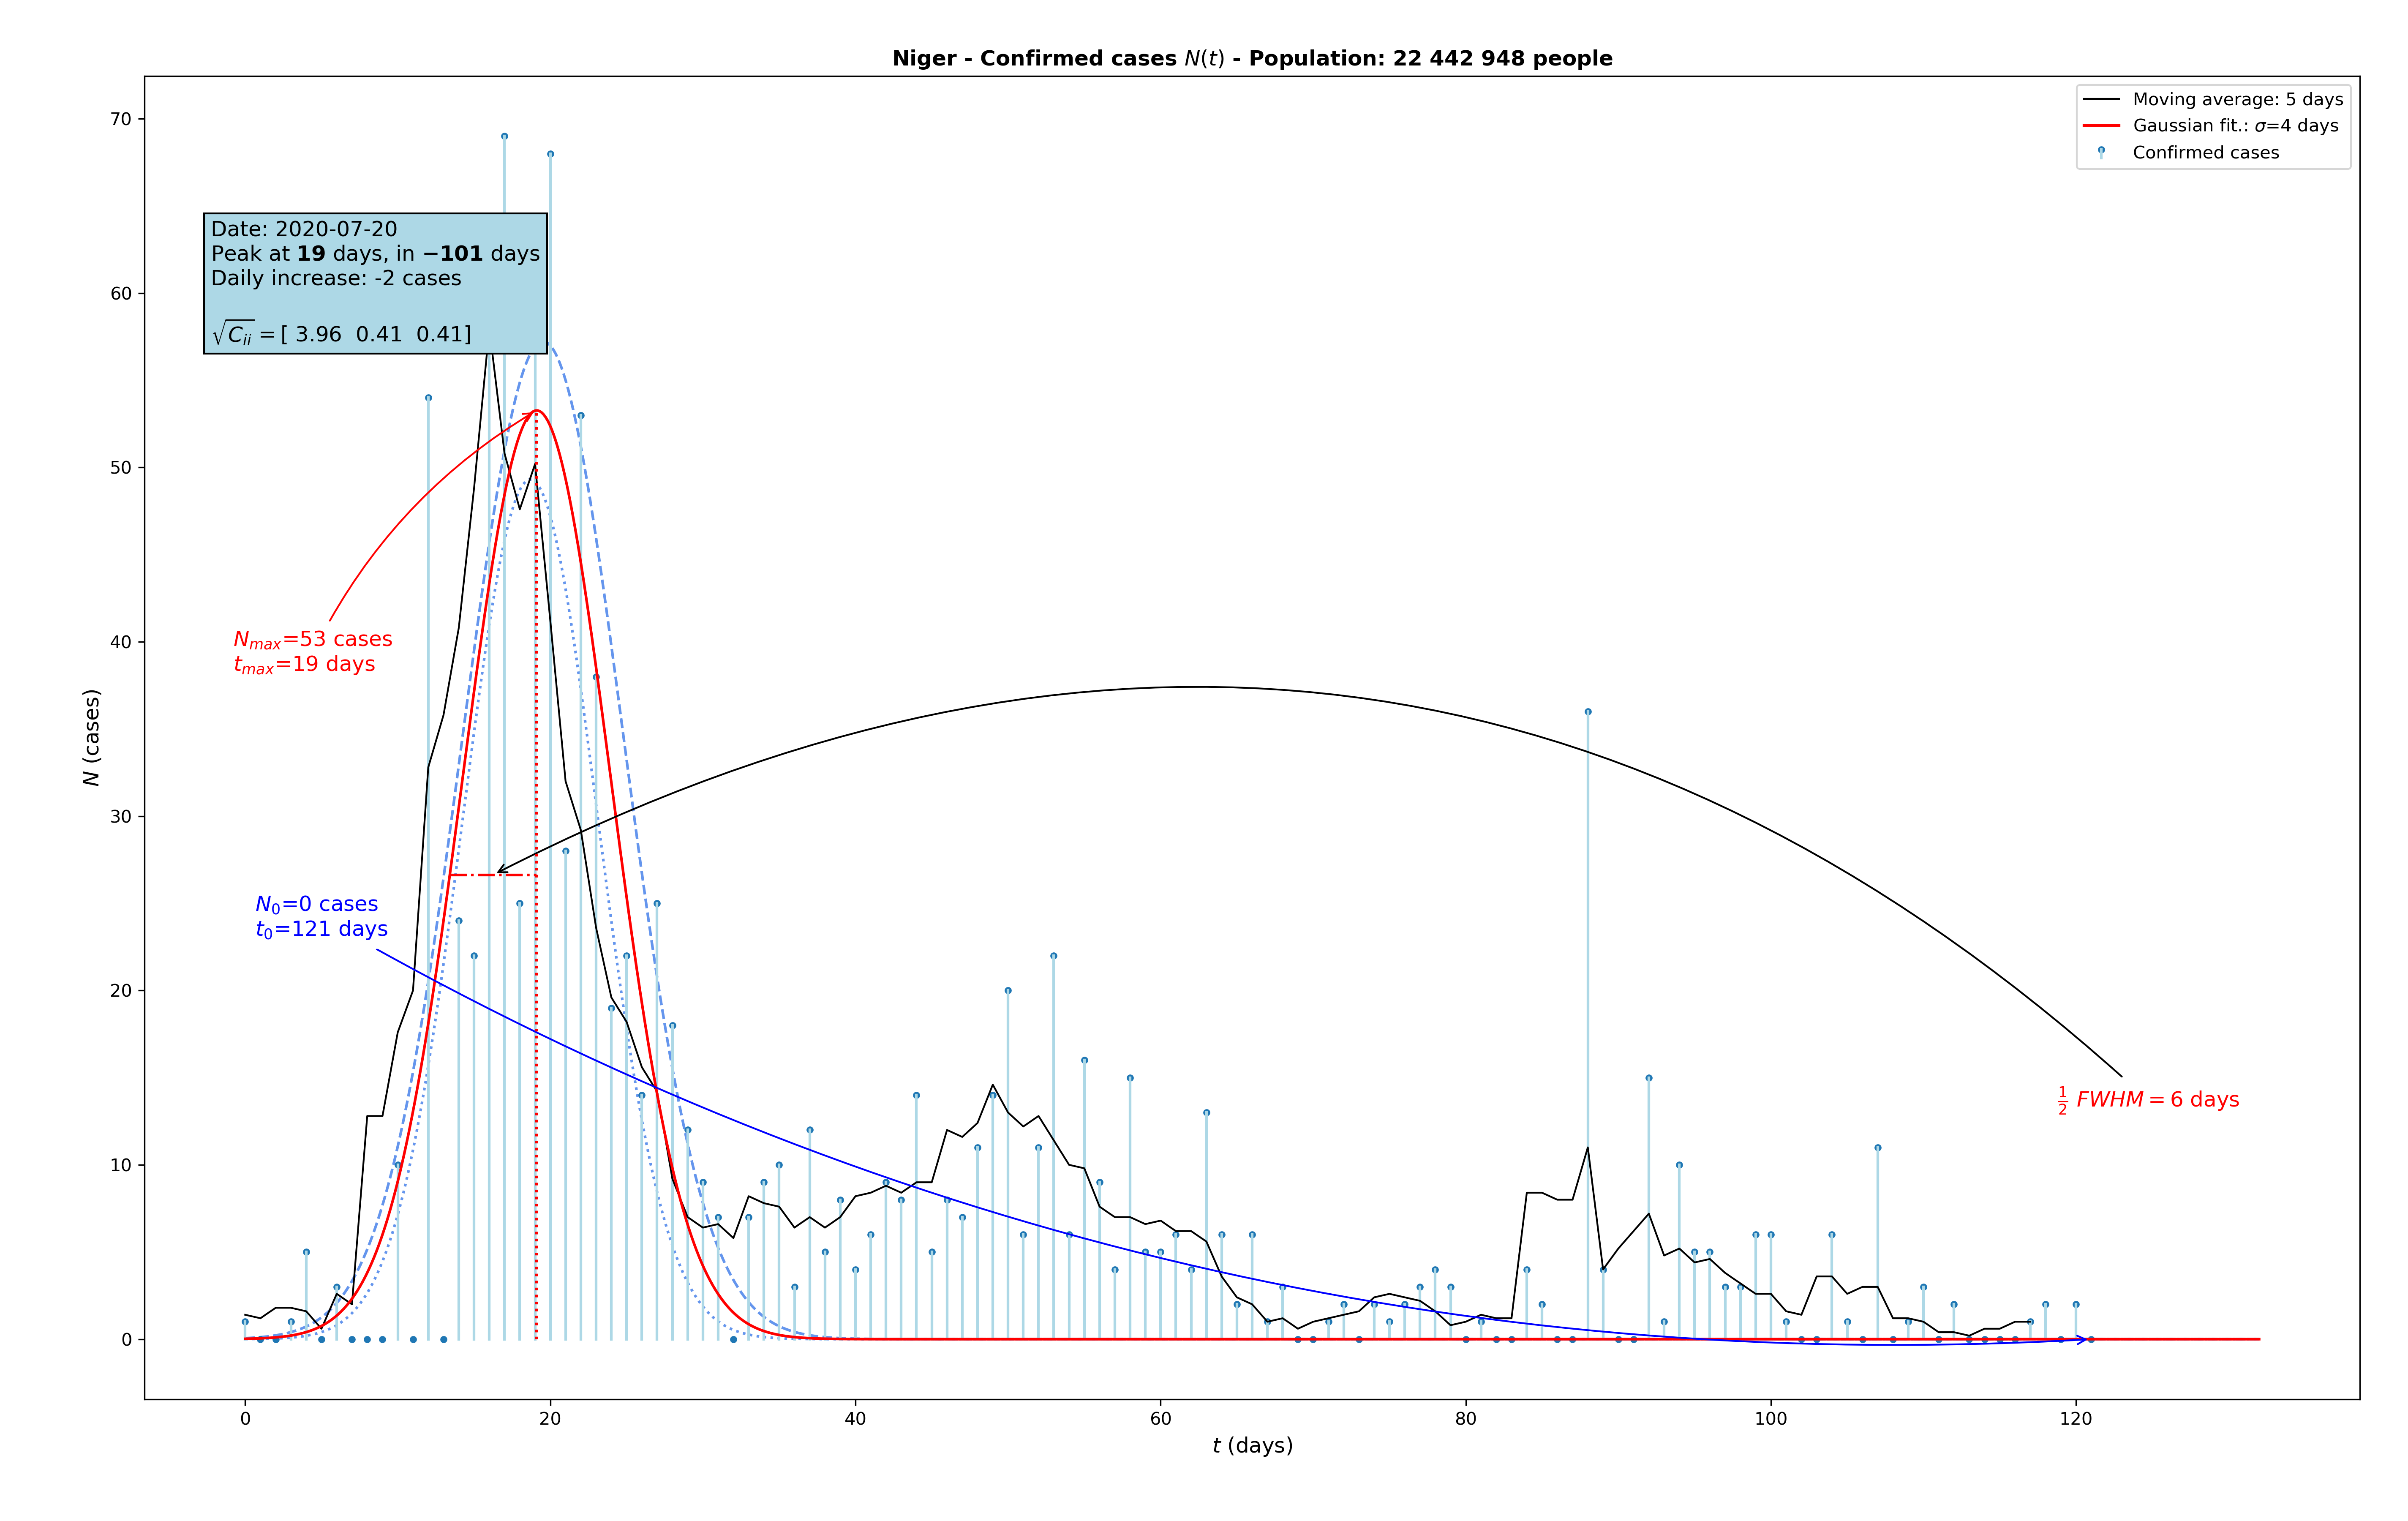 Niger - Confirmed cases N(t) - Population: 22 442 948 people
Moving average: 5 days
Gaussian fit.: σ=4 days
Confirmed cases
Date: 2020-07-20
Peak at 19 days, in −101 days
Daily increase: -2 cases
√C_ii = [ 3.96 0.41 0.41]
N_max=53 cases
t_max=19 days
N_0=0 cases
t_0=121 days
½ FWHM = 6 days
N (cases)
70
60
50
40
30
20
10
0
0 20 40 60 80 100 120
t (days)